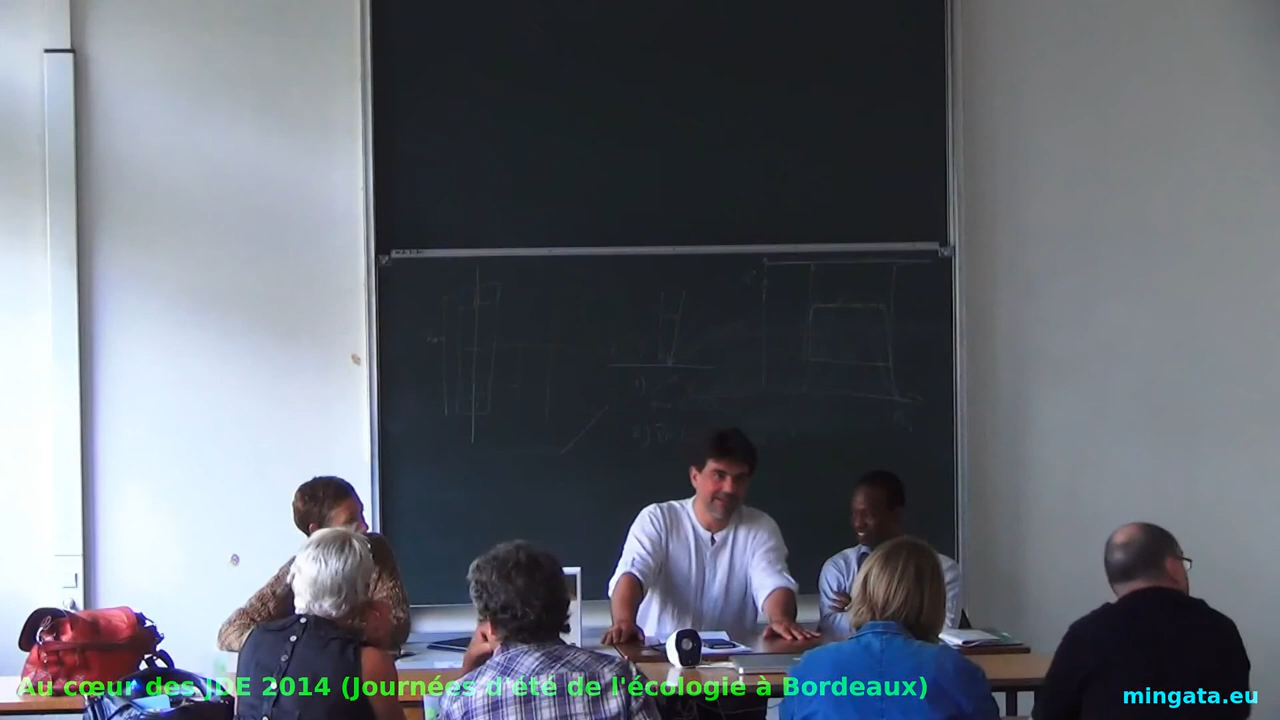 Au cœur des JDE 2014 (Journées d'été de l'écologie à Bordeaux)
mingata.eu